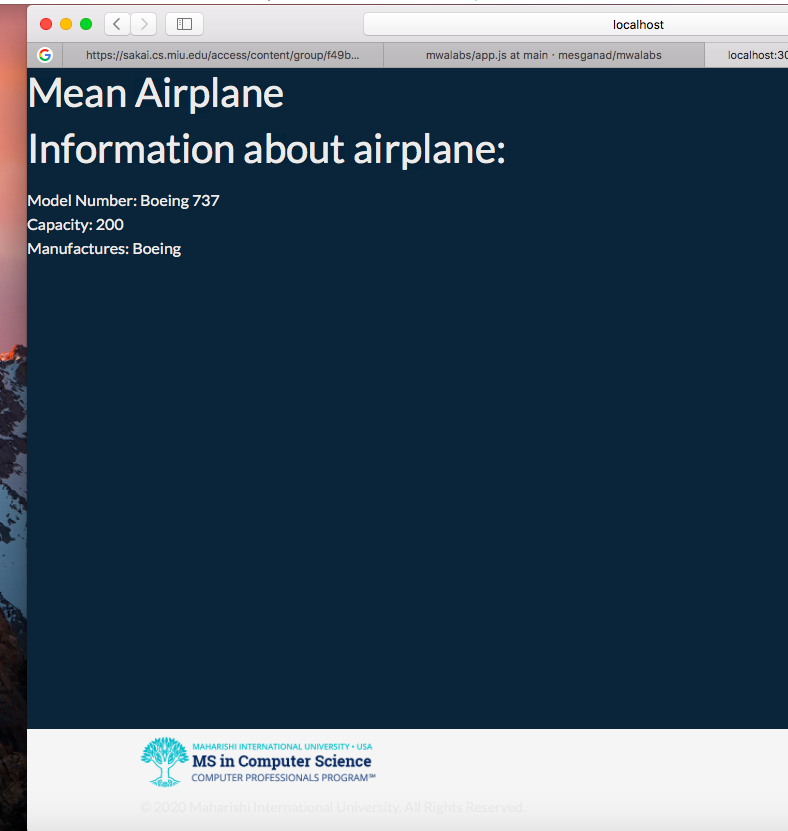 localhost
https://sakai.cs.miu.edu/access/content/group/f49b...
mwalabs/app.js at main · mesganad/mwalabs
localhost:30
Mean Airplane
Information about airplane:
Model Number: Boeing 737
Capacity: 200
Manufactures: Boeing
MAHARISHI INTERNATIONAL UNIVERSITY • USA
MS in Computer Science
COMPUTER PROFESSIONALS PROGRAM℠
© 2020 Maharishi International University. All Rights Reserved.